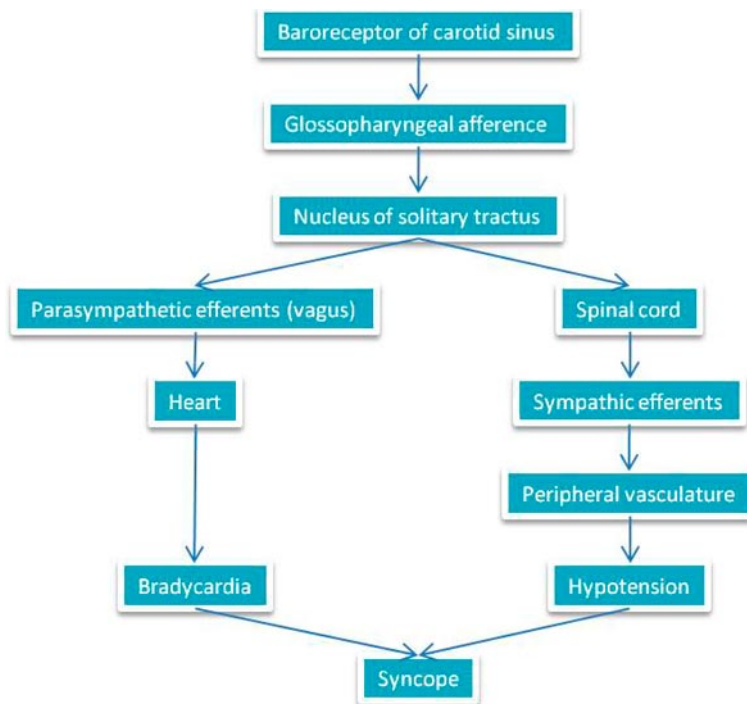 Baroreceptor of carotid sinus
Glossopharyngeal afference
Nucleus of solitary tractus
Parasympathetic efferents (vagus)
Spinal cord
Heart
Sympathic efferents
Peripheral vasculature
Bradycardia
Hypotension
Syncope